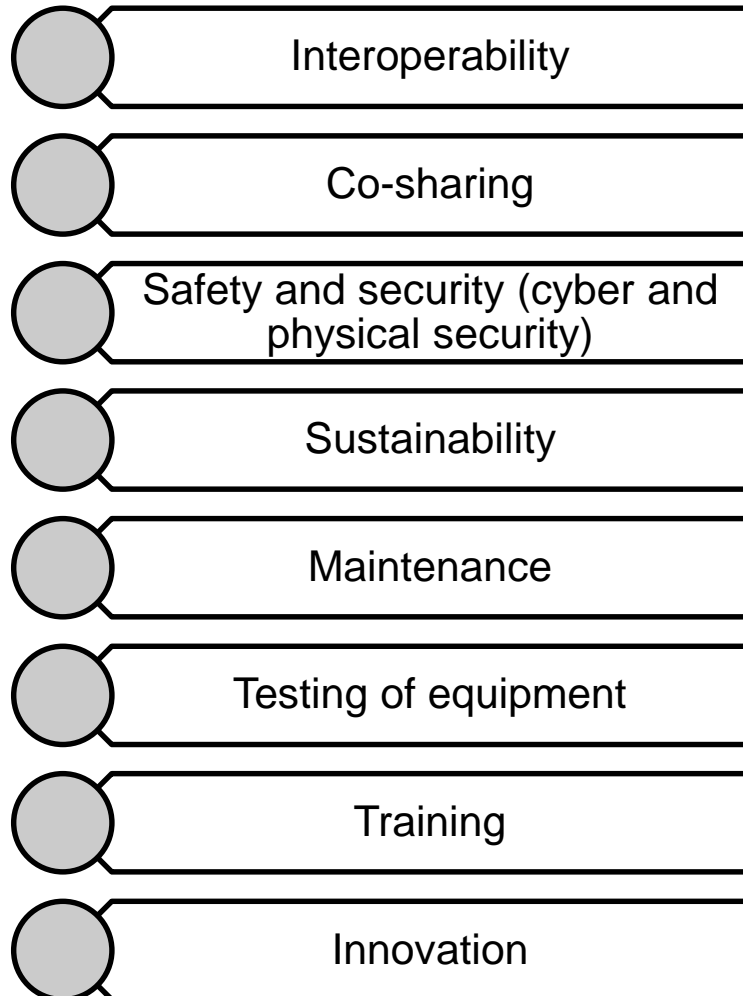 Interoperability
Co-sharing
Safety and security (cyber and
physical security)
Sustainability
Maintenance
Testing of equipment
Training
Innovation